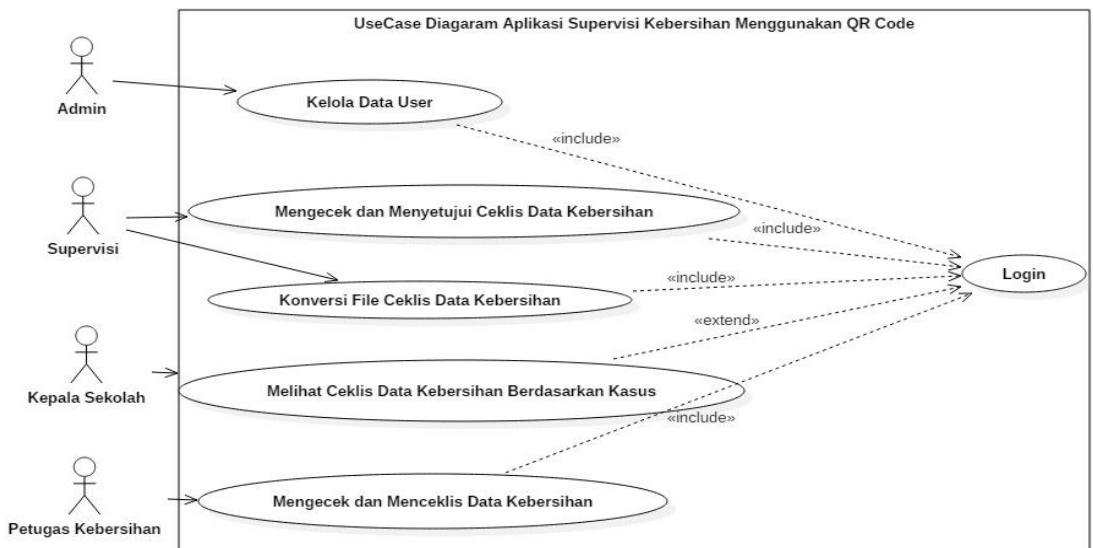 UseCase Diagaram Aplikasi Supervisi Kebersihan Menggunakan QR Code
Admin
Kelola Data User
«include»
Supervisi
Mengecek dan Menyetujui Ceklis Data Kebersihan
«include»
Konversi File Ceklis Data Kebersihan
«include»
Login
«extend»
Kepala Sekolah
Melihat Ceklis Data Kebersihan Berdasarkan Kasus
«include»
Petugas Kebersihan
Mengecek dan Menceklis Data Kebersihan